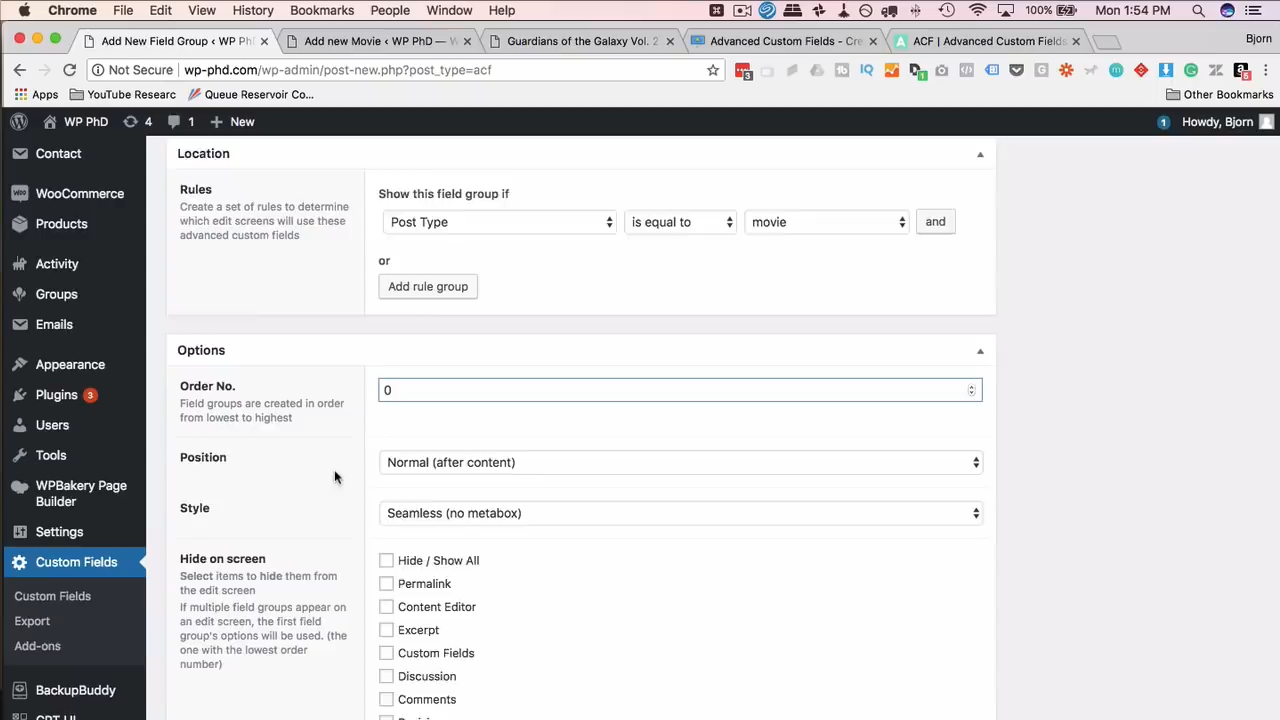 Chrome File Edit View History Bookmarks People Window Help 100% Mon 1:54 PM
Add New Field Group ‹ WP Ph Add new Movie ‹ WP PhD — W Guardians of the Galaxy Vol. 2 Advanced Custom Fields - Cre ACF | Advanced Custom Fields Bjorn
Not Secure wp-phd.com/wp-admin/post-new.php?post_type=acf
Apps YouTube Researc Queue Reservoir Co... Other Bookmarks
WP PhD 4 1 New 1 Howdy, Bjorn
Contact
WooCommerce
Products
Activity
Groups
Emails
Appearance
Plugins 3
Users
Tools
WPBakery Page
Builder
Settings
Custom Fields
Custom Fields
Export
Add-ons
BackupBuddy
Location
Rules
Create a set of rules to determine
which edit screens will use these
advanced custom fields
Show this field group if
Post Type is equal to movie and
or
Add rule group
Options
Order No.
Field groups are created in order
from lowest to highest
0
Position
Normal (after content)
Style
Seamless (no metabox)
Hide on screen
Select items to hide them from
the edit screen
If multiple field groups appear on
an edit screen, the first field
group's options will be used. (the
one with the lowest order
number)
Hide / Show All
Permalink
Content Editor
Excerpt
Custom Fields
Discussion
Comments